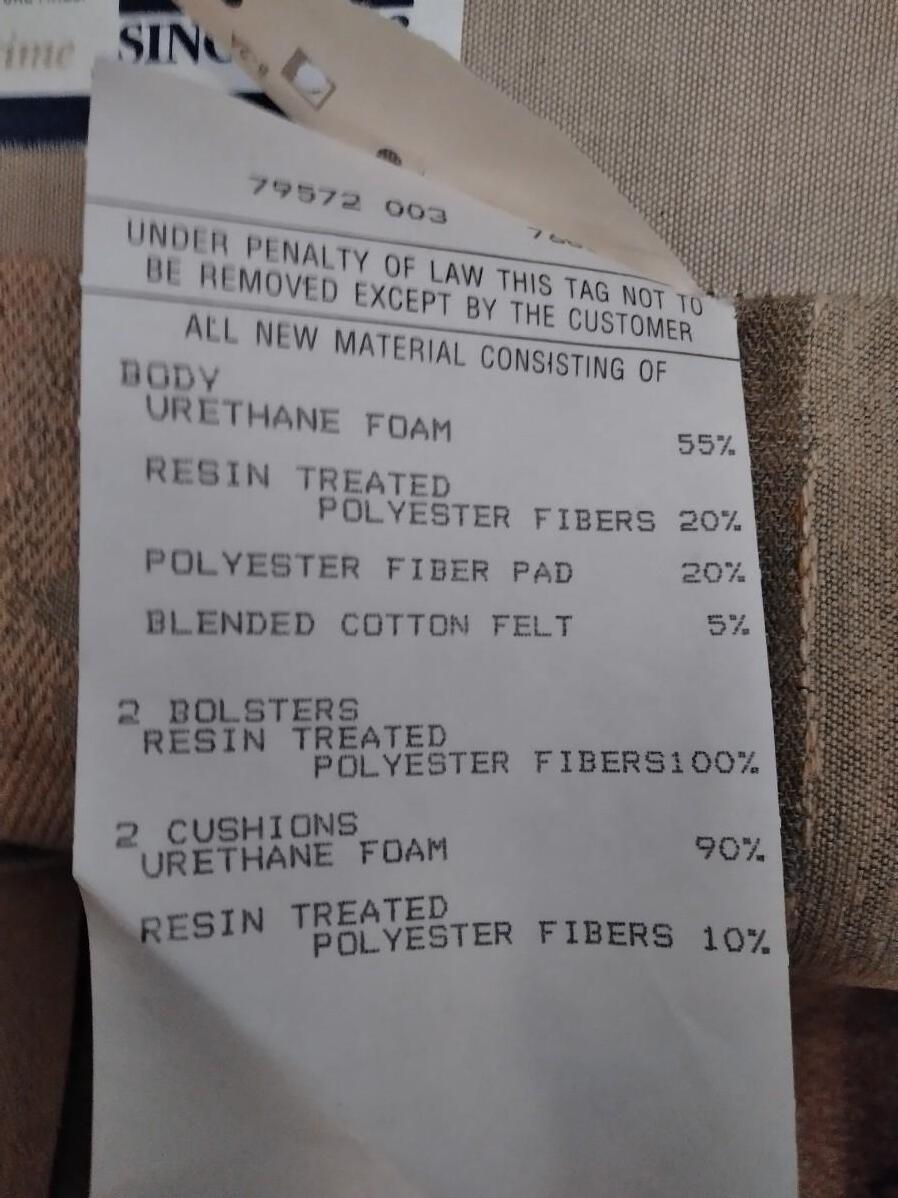 ime
SINC
79572 003
UNDER PENALTY OF LAW THIS TAG NOT TO
BE REMOVED EXCEPT BY THE CUSTOMER
ALL NEW MATERIAL CONSISTING OF
BODY
URETHANE FOAM 55%
RESIN TREATED
POLYESTER FIBERS 20%
POLYESTER FIBER PAD 20%
BLENDED COTTON FELT 5%
2 BOLSTERS
RESIN TREATED
POLYESTER FIBERS100%
2 CUSHIONS
URETHANE FOAM 90%
RESIN TREATED
POLYESTER FIBERS 10%